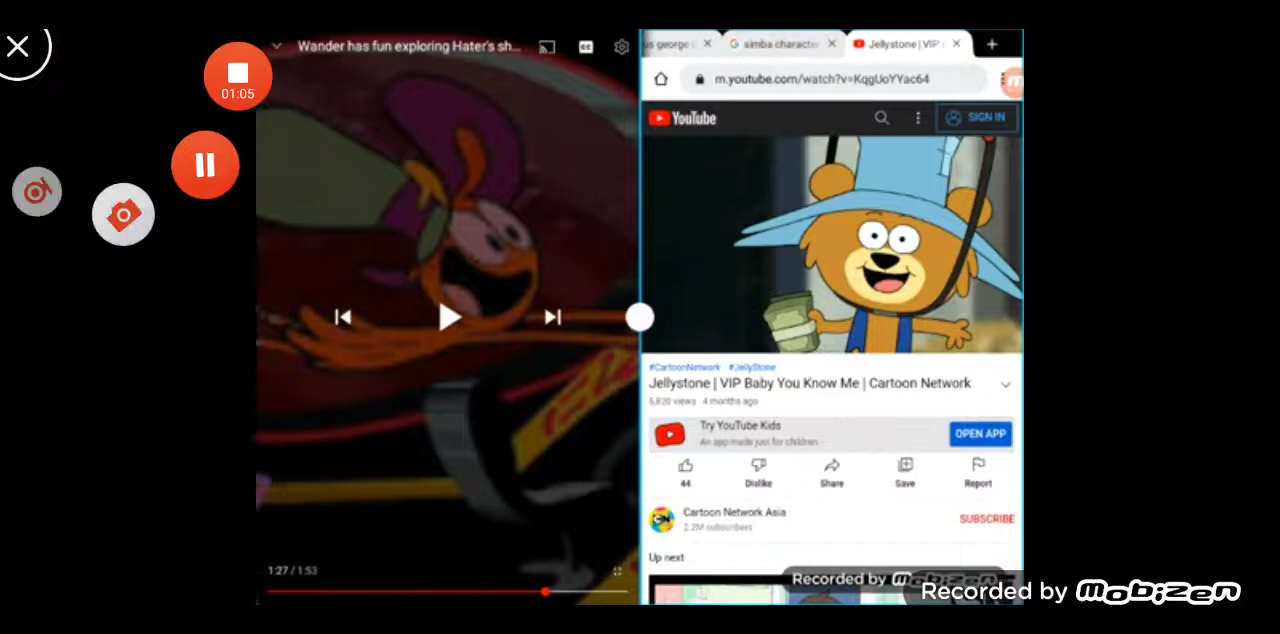 01:05
Wander has fun exploring Hater's sh...
1:27 / 1:53
us george
simba character
Jellystone | VIP
m.youtube.com/watch?v=KqgUoYYac64
YouTube
SIGN IN
#CartoonNetwork #JellyStone
Jellystone | VIP Baby You Know Me | Cartoon Network
5,820 views · 4 months ago
Try YouTube Kids
An app made just for children
OPEN APP
44
Dislike
Share
Save
Report
Cartoon Network Asia
2.2M subscribers
SUBSCRIBE
Up next
Recorded by
Recorded by mobizen